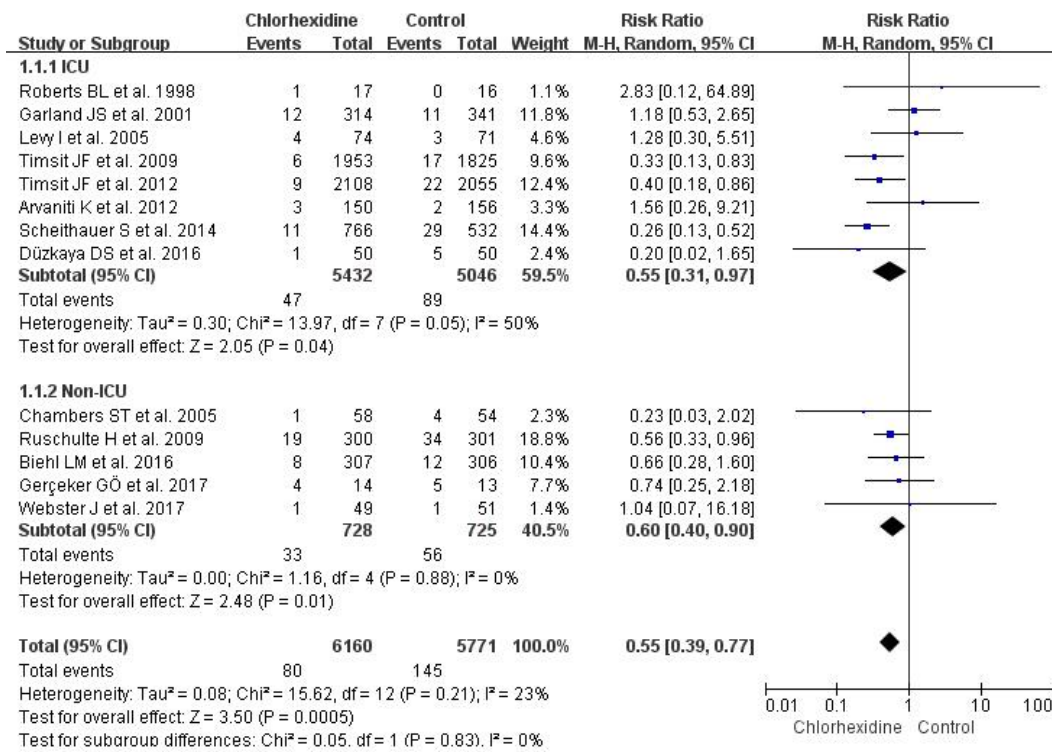 Chlorhexidine Control Risk Ratio Risk Ratio
Study or Subgroup Events Total Events Total Weight M-H, Random, 95% CI M-H, Random, 95% CI
1.1.1 ICU
Roberts BL et al. 1998 1 17 0 16 1.1% 2.83 [0.12, 64.89]
Garland JS et al. 2001 12 314 11 341 11.8% 1.18 [0.53, 2.65]
Levy I et al. 2005 4 74 3 71 4.6% 1.28 [0.30, 5.51]
Timsit JF et al. 2009 6 1953 17 1825 9.6% 0.33 [0.13, 0.83]
Timsit JF et al. 2012 9 2108 22 2055 12.4% 0.40 [0.18, 0.86]
Arvaniti K et al. 2012 3 150 2 156 3.3% 1.56 [0.26, 9.21]
Scheithauer S et al. 2014 11 766 29 532 14.4% 0.26 [0.13, 0.52]
Düzkaya DS et al. 2016 1 50 5 50 2.4% 0.20 [0.02, 1.65]
Subtotal (95% CI) 5432 5046 59.5% 0.55 [0.31, 0.97]
Total events 47 89
Heterogeneity: Tau² = 0.30; Chi² = 13.97, df = 7 (P = 0.05); I² = 50%
Test for overall effect: Z = 2.05 (P = 0.04)
1.1.2 Non-ICU
Chambers ST et al. 2005 1 58 4 54 2.3% 0.23 [0.03, 2.02]
Ruschulte H et al. 2009 19 300 34 301 18.8% 0.56 [0.33, 0.96]
Biehl LM et al. 2016 8 307 12 306 10.4% 0.66 [0.28, 1.60]
Gerçeker GÖ et al. 2017 4 14 5 13 7.7% 0.74 [0.25, 2.18]
Webster J et al. 2017 1 49 1 51 1.4% 1.04 [0.07, 16.18]
Subtotal (95% CI) 728 725 40.5% 0.60 [0.40, 0.90]
Total events 33 56
Heterogeneity: Tau² = 0.00; Chi² = 1.16, df = 4 (P = 0.88); I² = 0%
Test for overall effect: Z = 2.48 (P = 0.01)
Total (95% CI) 6160 5771 100.0% 0.55 [0.39, 0.77]
Total events 80 145
Heterogeneity: Tau² = 0.08; Chi² = 15.62, df = 12 (P = 0.21); I² = 23%
Test for overall effect: Z = 3.50 (P = 0.0005)
Test for subgroup differences: Chi² = 0.05, df = 1 (P = 0.83), I² = 0%
0.01 0.1 1 10 100
Chlorhexidine Control